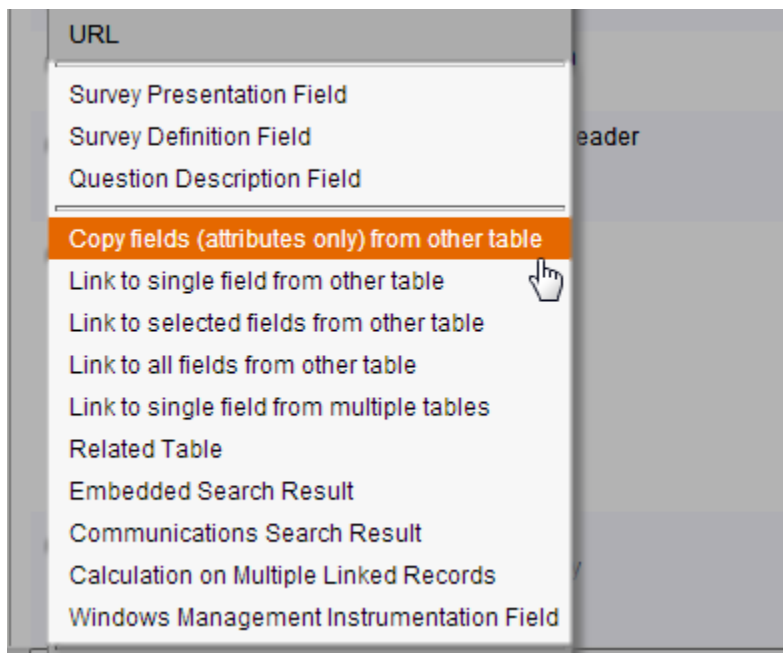 URL
Survey Presentation Field
Survey Definition Field
eader
Question Description Field
Copy fields (attributes only) from other table
Link to single field from other table
Link to selected fields from other table
Link to all fields from other table
Link to single field from multiple tables
Related Table
Embedded Search Result
Communications Search Result
Calculation on Multiple Linked Records
Windows Management Instrumentation Field